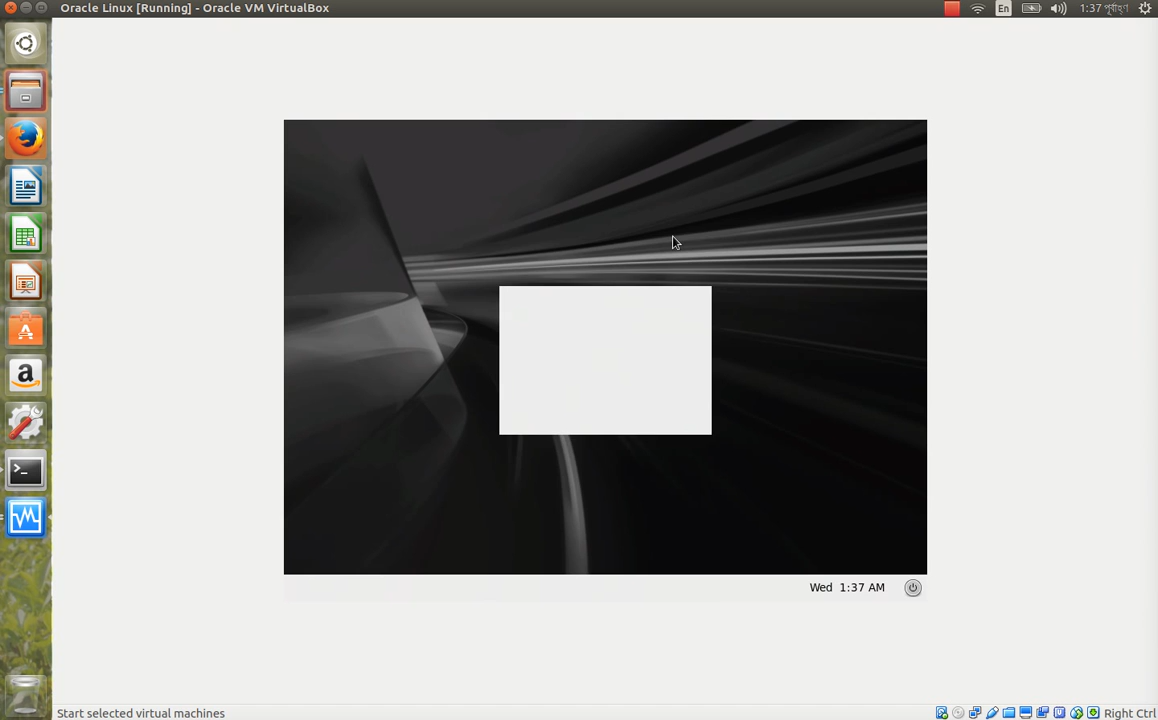 Oracle Linux [Running] - Oracle VM VirtualBox
En
1:37 পূর্বাহ্ণ
Wed 1:37 AM
Start selected virtual machines
Right Ctrl